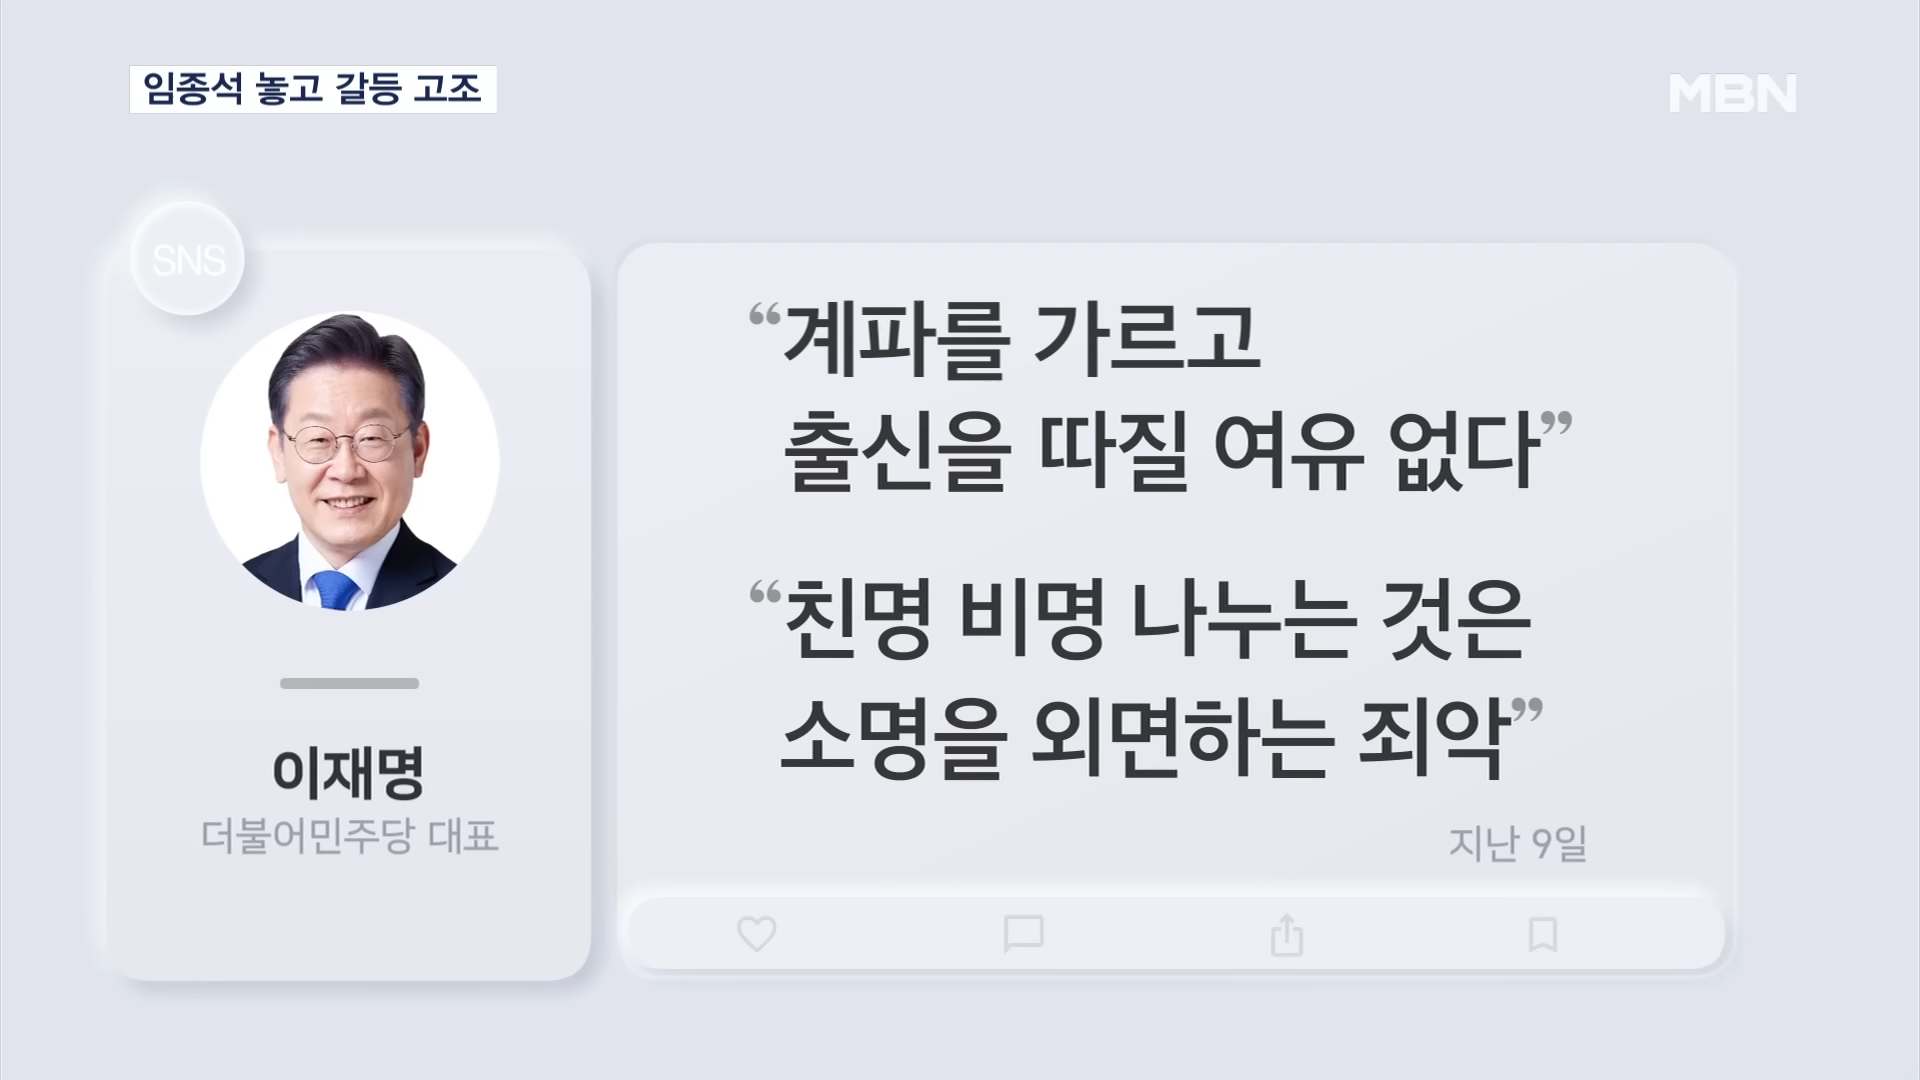 임종석 놓고 갈등 고조
MBN
SNS
이재명
더불어민주당 대표
“계파를 가르고
출신을 따질 여유 없다”
“친명 비명 나누는 것은
소명을 외면하는 죄악”
지난 9일